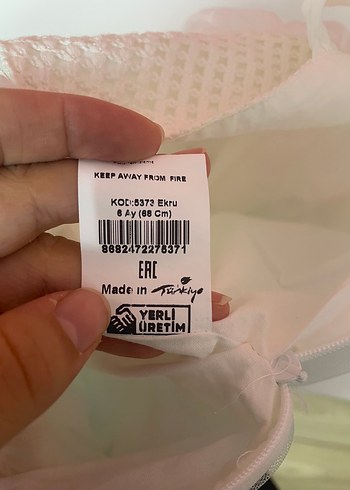 KEEP AWAY FROM FIRE
KOD:5373 Ekru
6 Ay (68 Cm)
8682472275371
EAC
Made in Türkiye
YERLİ
ÜRETİM